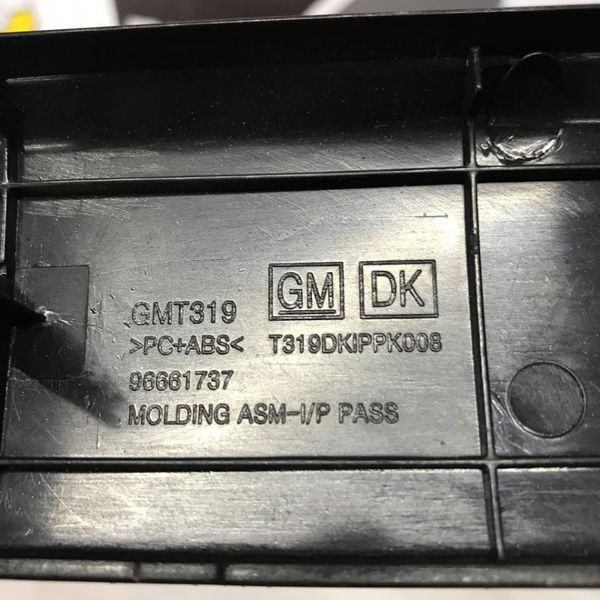 GMT319 GM DK
>PC+ABS< T319DKIPPK008
96661737
MOLDING ASM-I/P PASS